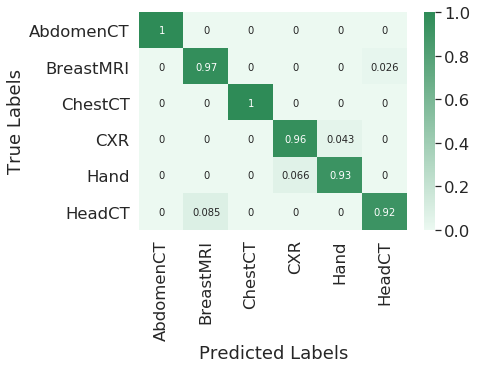 AbdomenCT 1 0 0 0 0 0
BreastMRI 0 0.97 0 0 0 0.026
ChestCT 0 0 1 0 0 0
CXR 0 0 0 0.96 0.043 0
Hand 0 0 0 0.066 0.93 0
HeadCT 0 0.085 0 0 0 0.92
True Labels
AbdomenCT
BreastMRI
ChestCT
CXR
Hand
HeadCT
Predicted Labels
1.0
0.8
0.6
0.4
0.2
0.0